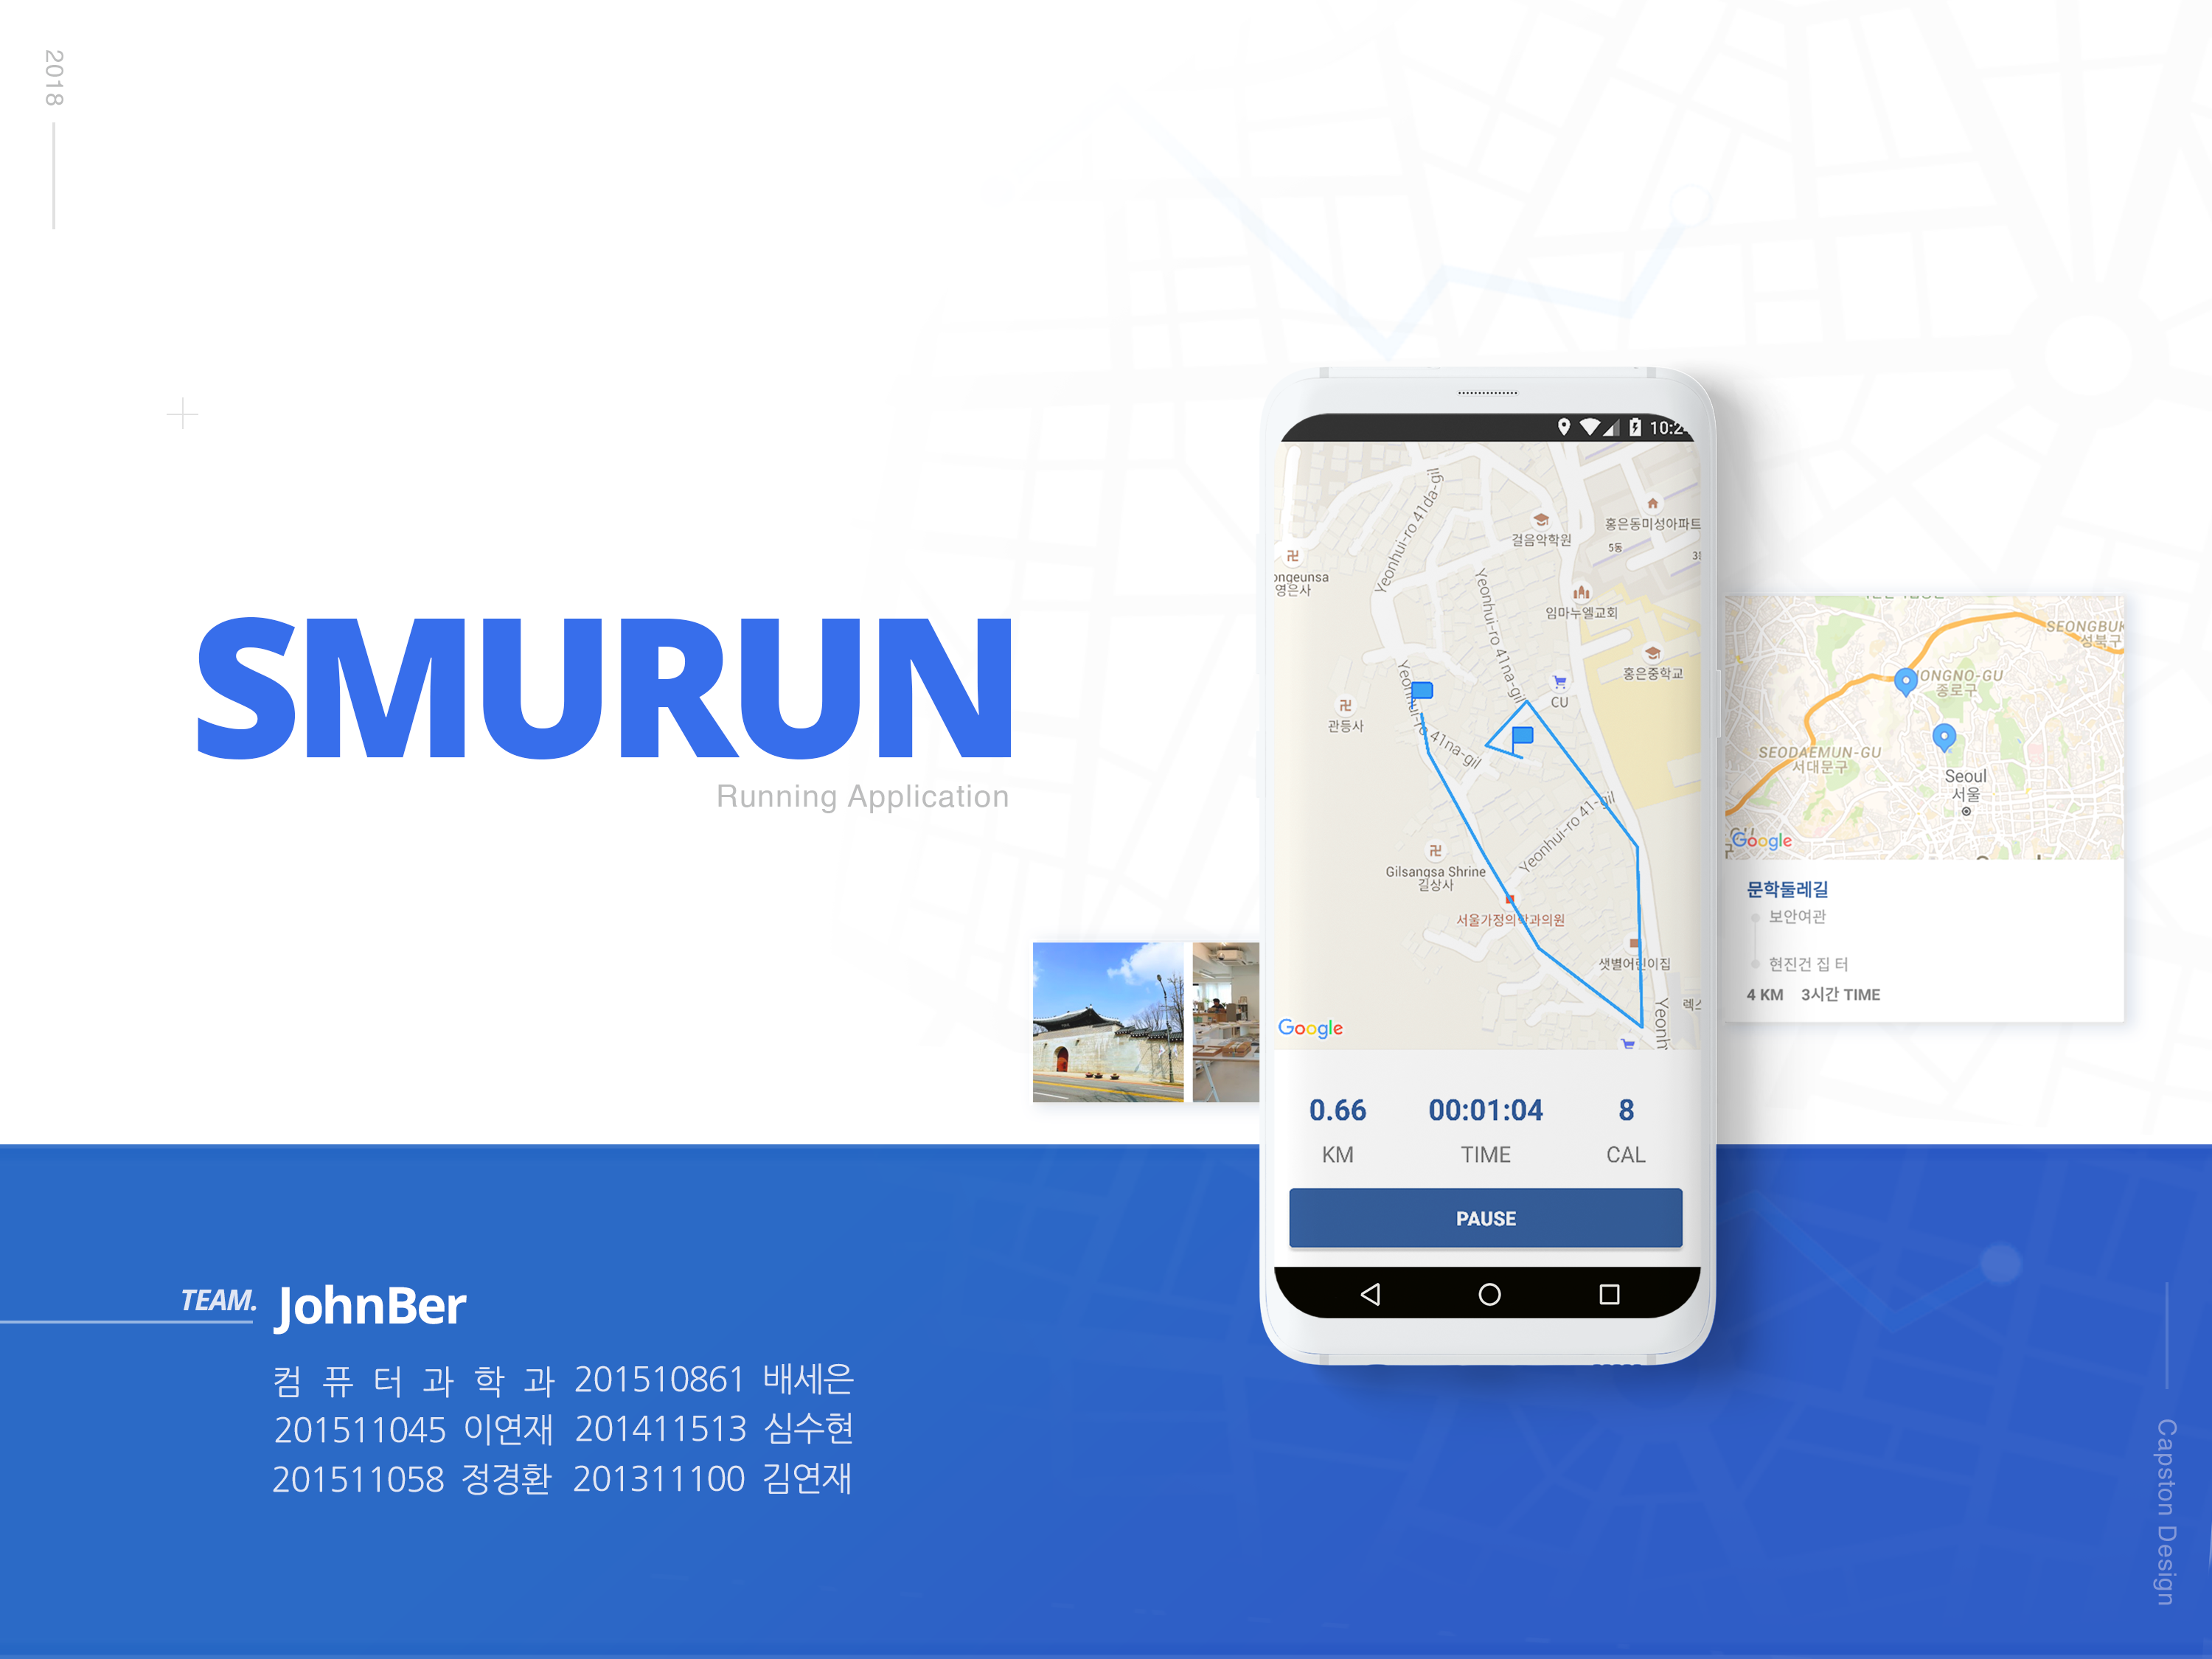 2018
SMURUN
Running Application
10:2
Yeonhui-ro 41da-gil
걸음악학원
홍은동미성아파트
5동
ongeunsa
영은사
Yeonhui-ro 41na-gil
임마누엘교회
홍은중학교
CU
관등사
Yeonhui-ro 41na-gil
Yeonhui-ro 41-gil
Gilsangsa Shrine
길상사
서울가정의학과의원
샛별어린이집
렉스
Yeonh
Google
0.66
00:01:04
8
KM
TIME
CAL
PAUSE
SEONGBUK
성북구
JONGNO-GU
종로구
SEODAEMUN-GU
서대문구
Seoul
서울
Google
문학둘레길
보안여관
현진건 집 터
4 KM 3시간 TIME
TEAM. JohnBer
컴 퓨 터 과 학 과 201510861 배세은
201511045 이연재 201411513 심수현
201511058 정경환 201311100 김연재
Capston Design